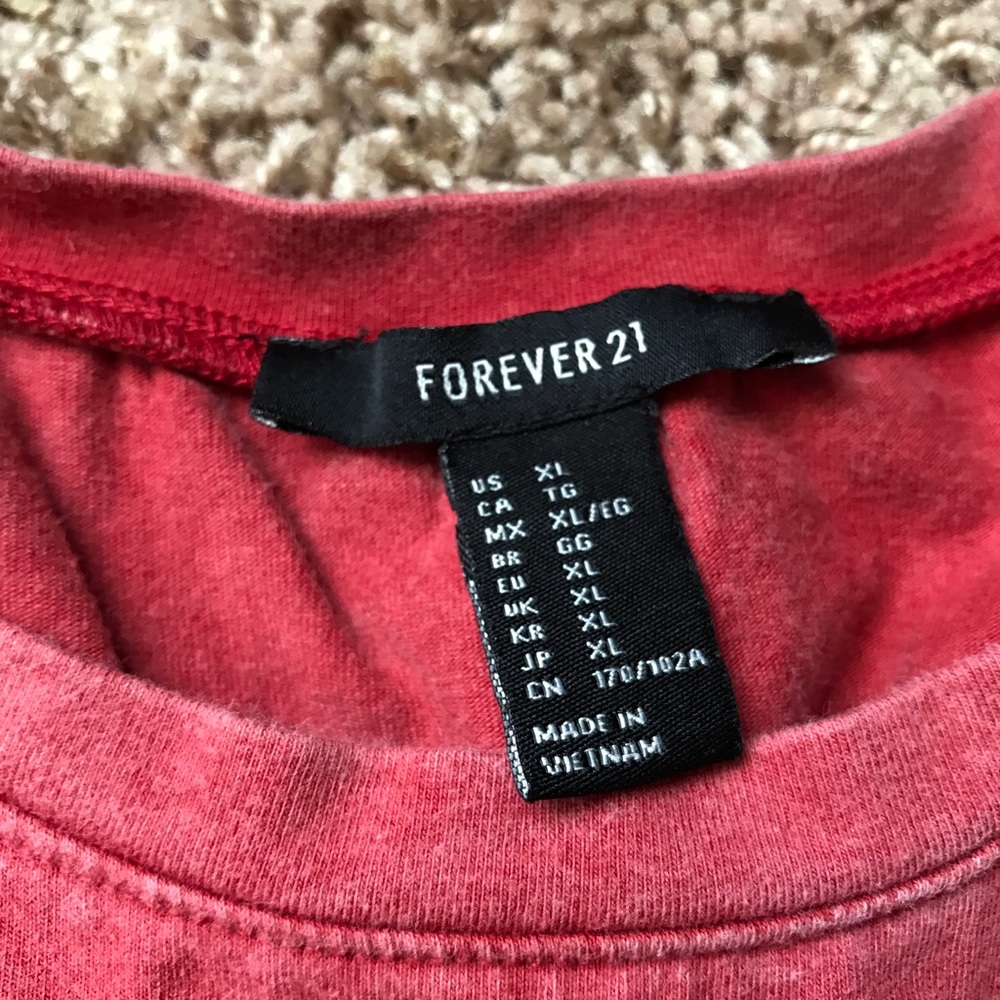 FOREVER 21
US XL
CA TG
MX XL/EG
BR GG
EU XL
UK XL
KR XL
JP XL
CN 170/102A
MADE IN
VIETNAM